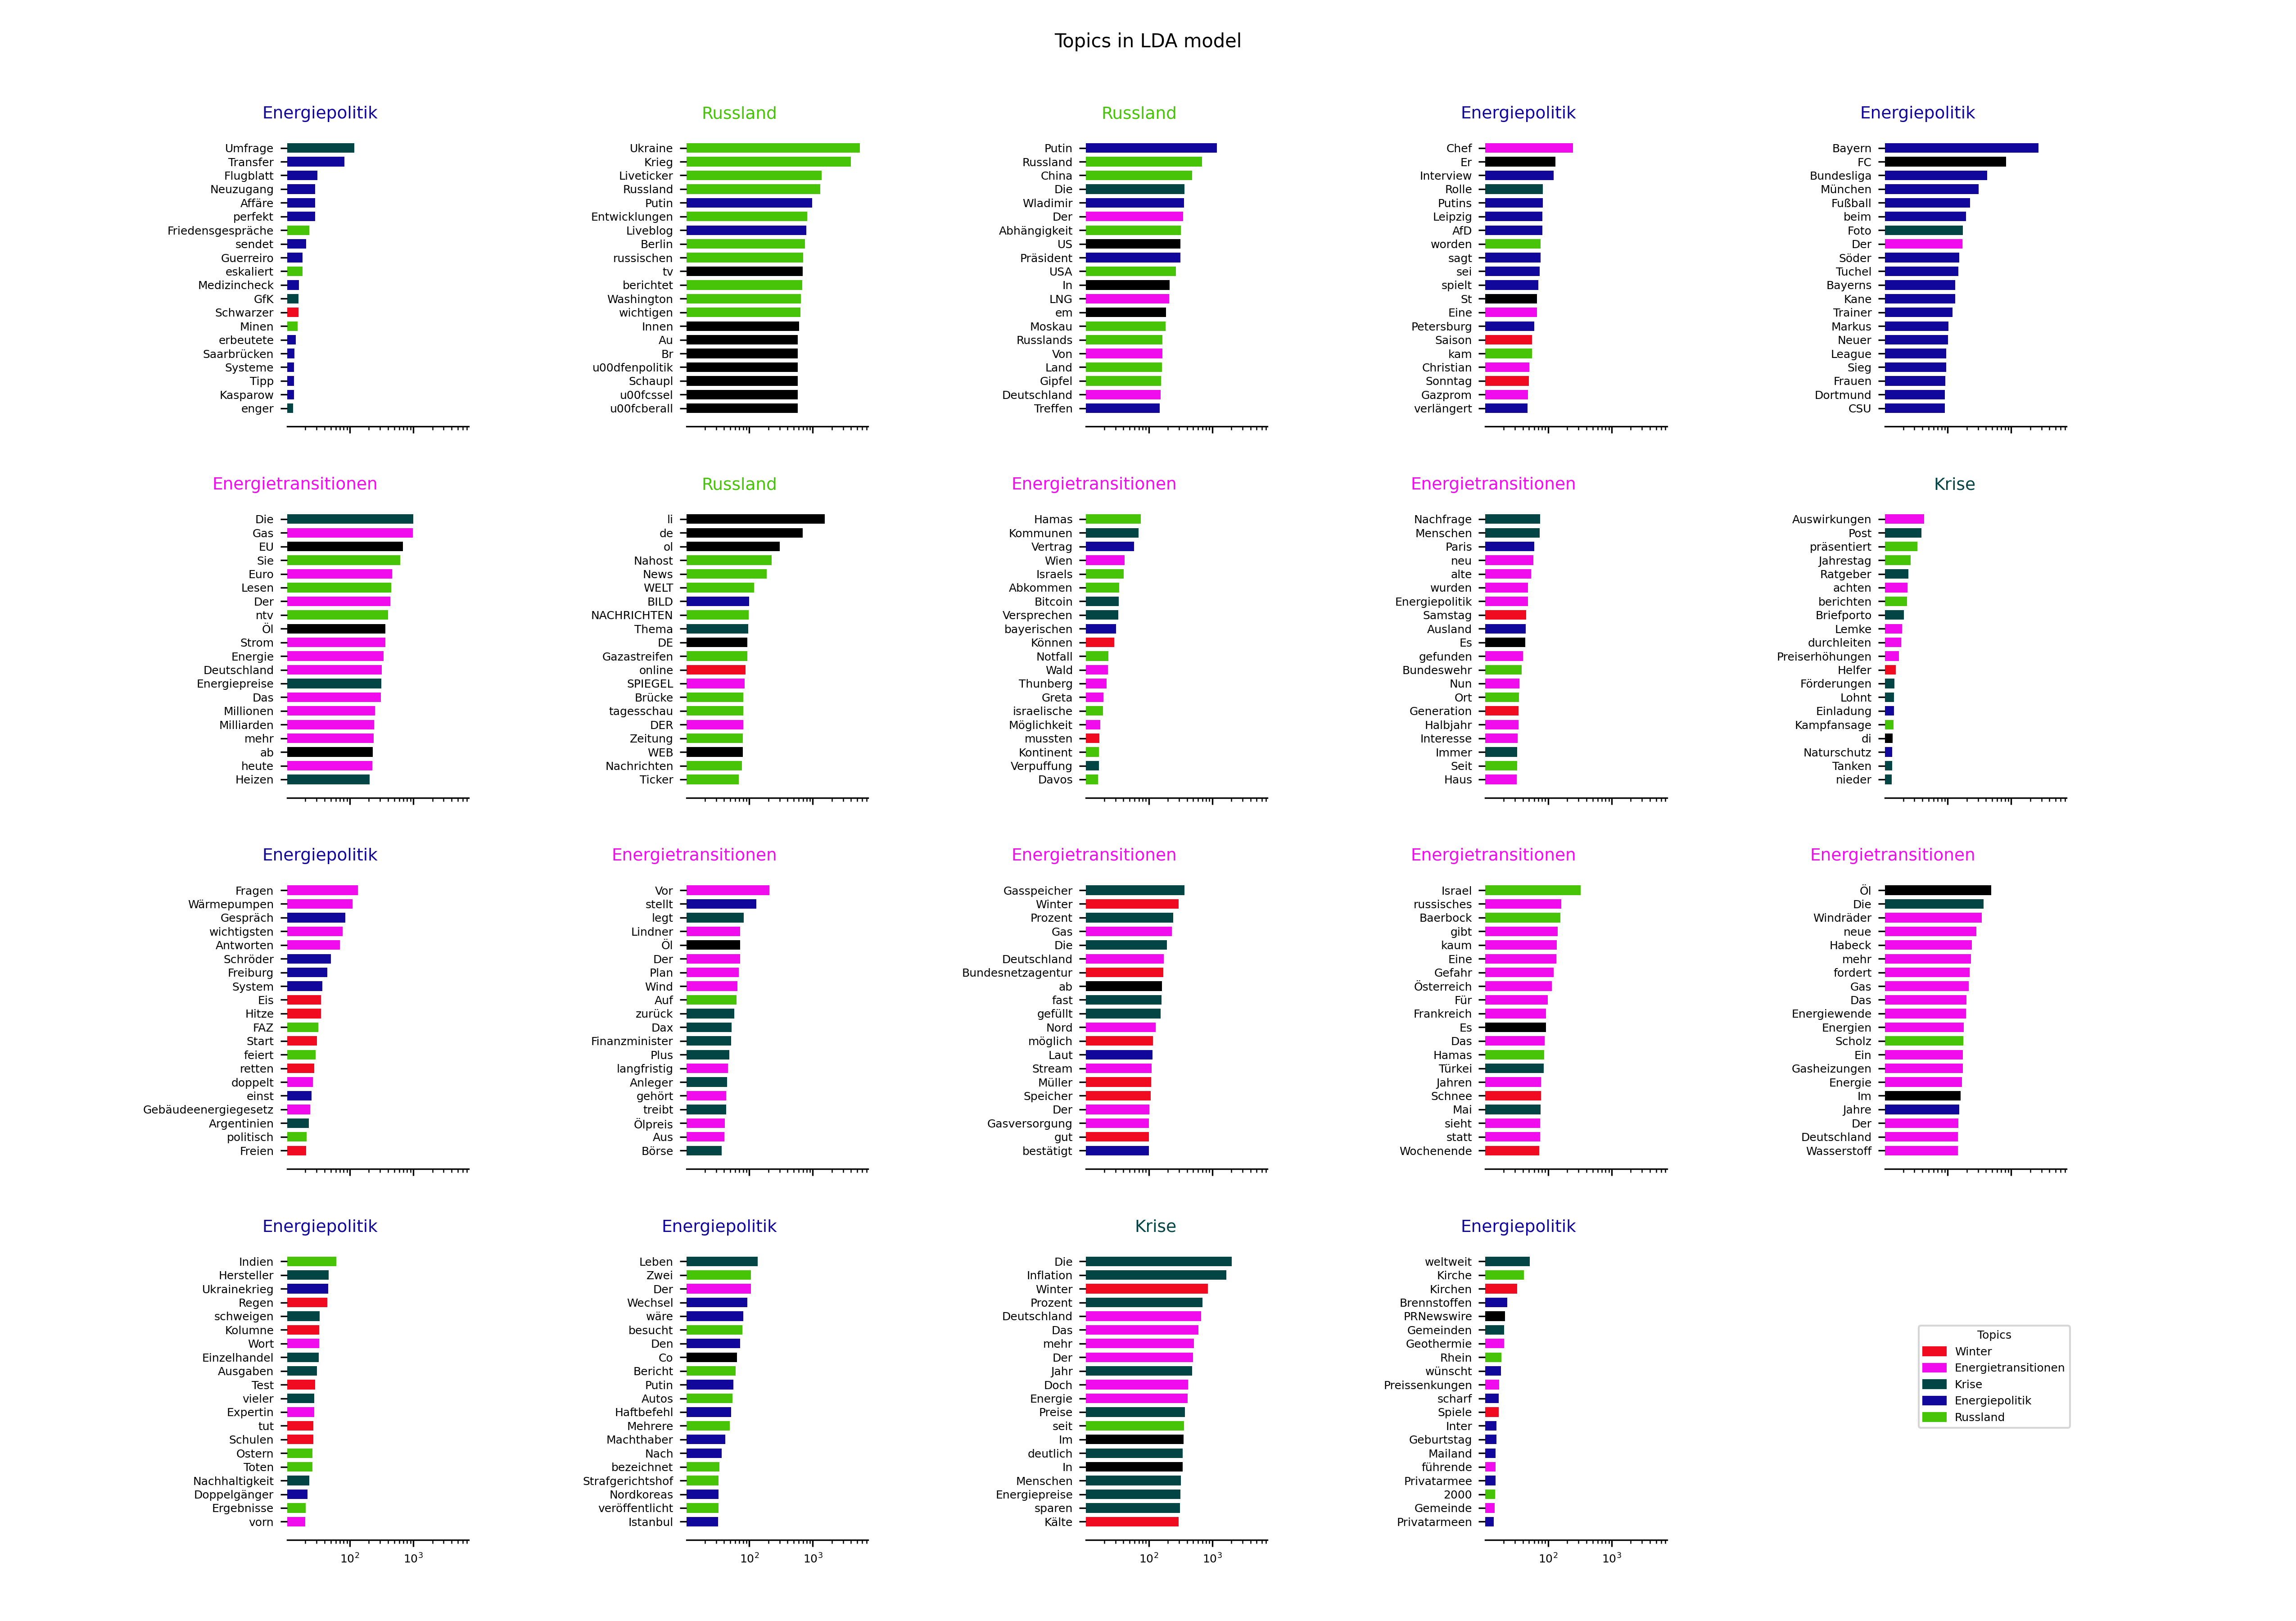 Topics in LDA model
Energiepolitik
Umfrage
Transfer
Flugblatt
Neuzugang
Affäre
perfekt
Friedensgespräche
sendet
Guerreiro
eskaliert
Medizincheck
GfK
Schwarzer
Minen
erbeutete
Saarbrücken
Systeme
Tipp
Kasparow
enger
Russland
Ukraine
Krieg
Liveticker
Russland
Putin
Entwicklungen
Liveblog
Berlin
russischen
tv
berichtet
Washington
wichtigen
Innen
Au
Br
u00dfenpolitik
Schaupl
u00fcssel
u00fcberall
Russland
Putin
Russland
China
Die
Wladimir
Der
Abhängigkeit
US
Präsident
USA
In
LNG
em
Moskau
Russlands
Von
Land
Gipfel
Deutschland
Treffen
Energiepolitik
Chef
Er
Interview
Rolle
Putins
Leipzig
AfD
worden
sagt
sei
spielt
St
Eine
Petersburg
Saison
kam
Christian
Sonntag
Gazprom
verlängert
Energiepolitik
Bayern
FC
Bundesliga
München
Fußball
beim
Foto
Der
Söder
Tuchel
Bayerns
Kane
Trainer
Markus
Neuer
League
Sieg
Frauen
Dortmund
CSU
Energietransitionen
Die
Gas
EU
Sie
Euro
Lesen
Der
ntv
Öl
Strom
Energie
Deutschland
Energiepreise
Das
Millionen
Milliarden
mehr
ab
heute
Heizen
Russland
li
de
ol
Nahost
News
WELT
BILD
NACHRICHTEN
Thema
DE
Gazastreifen
online
SPIEGEL
Brücke
tagesschau
DER
Zeitung
WEB
Nachrichten
Ticker
Energietransitionen
Hamas
Kommunen
Vertrag
Wien
Israels
Abkommen
Bitcoin
Versprechen
bayerischen
Können
Notfall
Wald
Thunberg
Greta
israelische
Möglichkeit
mussten
Kontinent
Verpuffung
Davos
Energietransitionen
Nachfrage
Menschen
Paris
neu
alte
wurden
Energiepolitik
Samstag
Ausland
Es
gefunden
Bundeswehr
Nun
Ort
Generation
Halbjahr
Interesse
Immer
Seit
Haus
Krise
Auswirkungen
Post
präsentiert
Jahrestag
Ratgeber
achten
berichten
Briefporto
Lemke
durchleiten
Preiserhöhungen
Helfer
Förderungen
Lohnt
Einladung
Kampfansage
di
Naturschutz
Tanken
nieder
Energiepolitik
Fragen
Wärmepumpen
Gespräch
wichtigsten
Antworten
Schröder
Freiburg
System
Eis
Hitze
FAZ
Start
feiert
retten
doppelt
einst
Gebäudeenergiegesetz
Argentinien
politisch
Freien
Energietransitionen
Vor
stellt
legt
Lindner
Öl
Der
Plan
Wind
Auf
zurück
Dax
Finanzminister
Plus
langfristig
Anleger
gehört
treibt
Ölpreis
Aus
Börse
Energietransitionen
Gasspeicher
Winter
Prozent
Gas
Die
Deutschland
Bundesnetzagentur
ab
fast
gefüllt
Nord
möglich
Laut
Stream
Müller
Speicher
Der
Gasversorgung
gut
bestätigt
Energietransitionen
Israel
russisches
Baerbock
gibt
kaum
Eine
Gefahr
Österreich
Für
Frankreich
Es
Das
Hamas
Türkei
Jahren
Schnee
Mai
sieht
statt
Wochenende
Energietransitionen
Öl
Die
Windräder
neue
Habeck
mehr
fordert
Gas
Das
Energiewende
Energien
Scholz
Ein
Gasheizungen
Energie
Im
Jahre
Der
Deutschland
Wasserstoff
Energiepolitik
Indien
Hersteller
Ukrainekrieg
Regen
schweigen
Kolumne
Wort
Einzelhandel
Ausgaben
Test
vieler
Expertin
tut
Schulen
Ostern
Toten
Nachhaltigkeit
Doppelgänger
Ergebnisse
vorn
10²
10³
Energiepolitik
Leben
Zwei
Der
Wechsel
wäre
besucht
Den
Co
Bericht
Putin
Autos
Haftbefehl
Mehrere
Machthaber
Nach
bezeichnet
Strafgerichtshof
Nordkoreas
veröffentlicht
Istanbul
10²
10³
Krise
Die
Inflation
Winter
Prozent
Deutschland
Das
mehr
Der
Jahr
Doch
Energie
Preise
seit
Im
deutlich
In
Menschen
Energiepreise
sparen
Kälte
10²
10³
Energiepolitik
weltweit
Kirche
Kirchen
Brennstoffen
PRNewswire
Gemeinden
Geothermie
Rhein
wünscht
Preissenkungen
scharf
Spiele
Inter
Geburtstag
Mailand
führende
Privatarmee
2000
Gemeinde
Privatarmeen
10²
10³
Topics
Winter
Energietransitionen
Krise
Energiepolitik
Russland